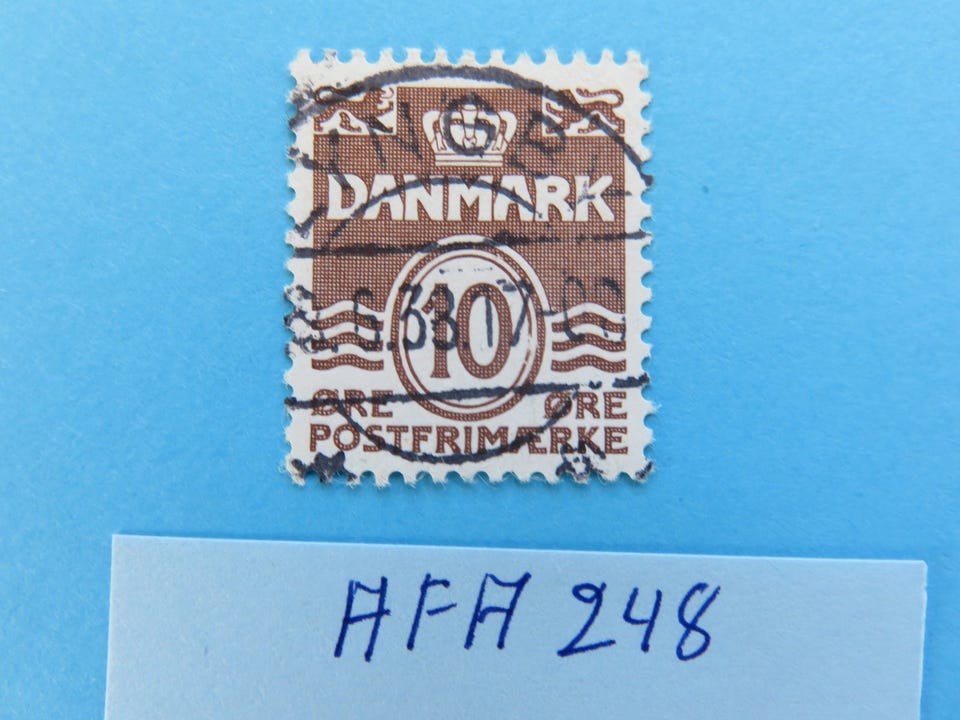 DANMARK
10
ØRE ØRE
POSTFRIMÆRKE
AFA 248